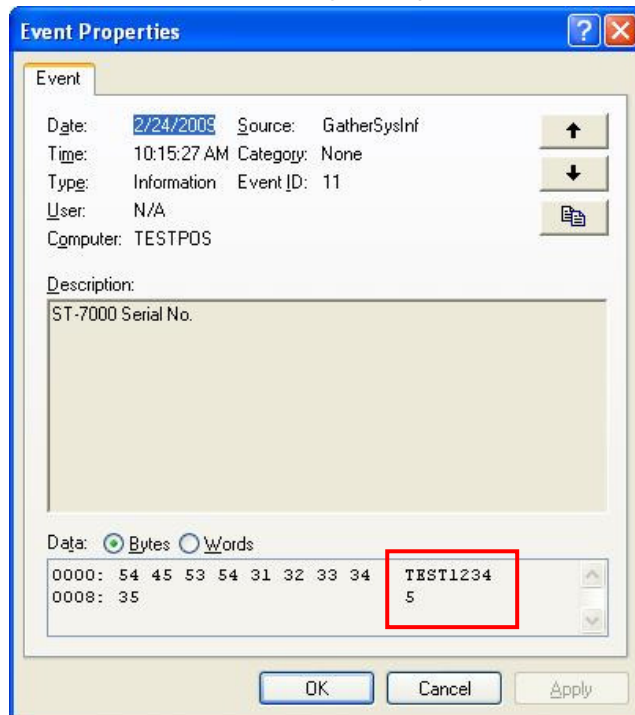 Event Properties
Event
Date: 2/24/2009 Source: GatherSysInf
Time: 10:15:27 AM Category: None
Type: Information Event ID: 11
User: N/A
Computer: TESTPOS
Description:
ST-7000 Serial No.
Data: Bytes Words
0000: 54 45 53 54 31 32 33 34 TEST1234
0008: 35 5
OK Cancel Apply